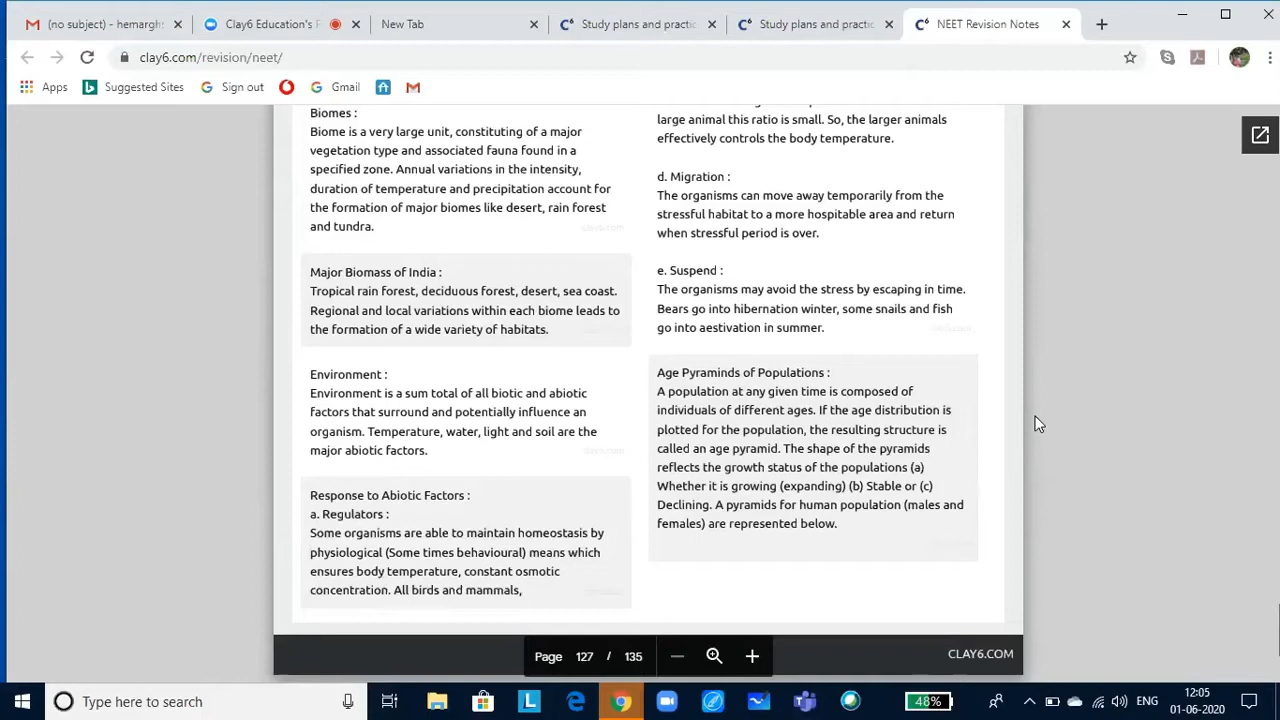 (no subject) - hemarghs
Clay6 Education's P
New Tab
Study plans and practic
Study plans and practic
NEET Revision Notes
clay6.com/revision/neet/
Apps
Suggested Sites
Sign out
Gmail
Biomes :
Biome is a very large unit, constituting of a major
vegetation type and associated fauna found in a
specified zone. Annual variations in the intensity,
duration of temperature and precipitation account for
the formation of major biomes like desert, rain forest
and tundra.
clay6.com
Major Biomass of India :
Tropical rain forest, deciduous forest, desert, sea coast.
Regional and local variations within each biome leads to
the formation of a wide variety of habitats.
Environment :
Environment is a sum total of all biotic and abiotic
factors that surround and potentially influence an
organism. Temperature, water, light and soil are the
major abiotic factors.
Response to Abiotic Factors :
a. Regulators :
Some organisms are able to maintain homeostasis by
physiological (Some times behavioural) means which
ensures body temperature, constant osmotic
concentration. All birds and mammals,
large animal this ratio is small. So, the larger animals
effectively controls the body temperature.
d. Migration :
The organisms can move away temporarily from the
stressful habitat to a more hospitable area and return
when stressful period is over.
e. Suspend :
The organisms may avoid the stress by escaping in time.
Bears go into hibernation winter, some snails and fish
go into aestivation in summer.
Age Pyraminds of Populations :
A population at any given time is composed of
individuals of different ages. If the age distribution is
plotted for the population, the resulting structure is
called an age pyramid. The shape of the pyramids
reflects the growth status of the populations (a)
Whether it is growing (expanding) (b) Stable or (c)
Declining. A pyramids for human population (males and
females) are represented below.
Page 127 / 135
CLAY6.COM
Type here to search
48%
ENG
12:05
01-06-2020